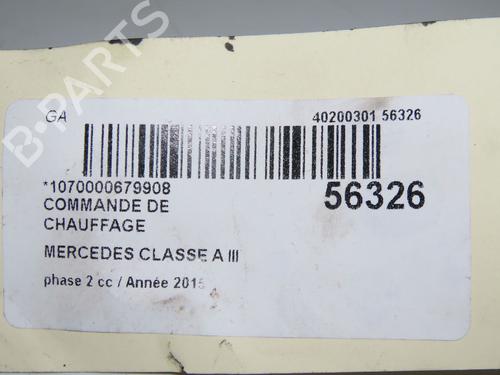 GA
40200301 56326
*1070000679908
56326
COMMANDE DE
CHAUFFAGE
MERCEDES CLASSE A III
phase 2 cc / Année 2015
B-PARTS